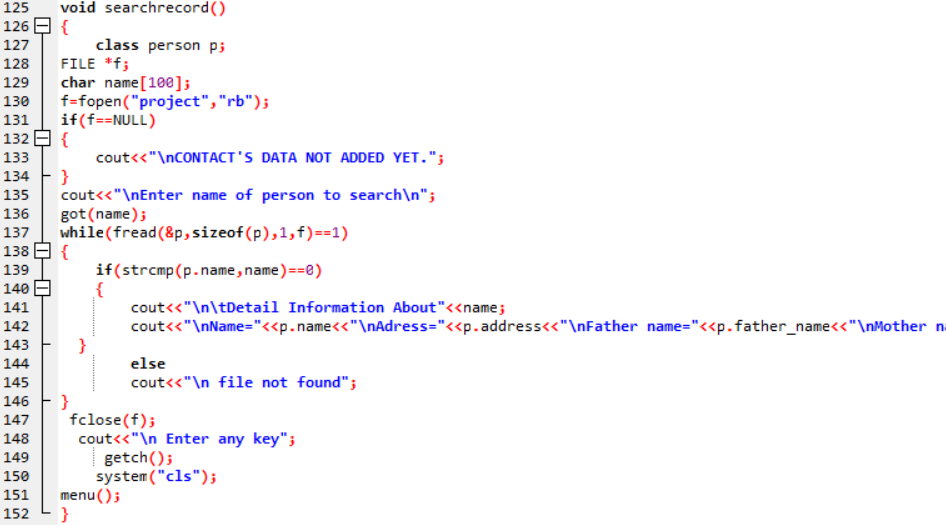 125 void searchrecord()
126 {
127 class person p;
128 FILE *f;
129 char name[100];
130 f=fopen("project","rb");
131 if(f==NULL)
132 {
133 cout<<"\nCONTACT'S DATA NOT ADDED YET.";
134 }
135 cout<<"\nEnter name of person to search\n";
136 got(name);
137 while(fread(&p,sizeof(p),1,f)==1)
138 {
139 if(strcmp(p.name,name)==0)
140 {
141 cout<<"\n\tDetail Information About"<<name;
142 cout<<"\nName="<<p.name<<"\nAdress="<<p.address<<"\nFather name="<<p.father_name<<"\nMother
143 }
144 else
145 cout<<"\n file not found";
146 }
147 fclose(f);
148 cout<<"\n Enter any key";
149 getch();
150 system("cls");
151 menu();
152 }